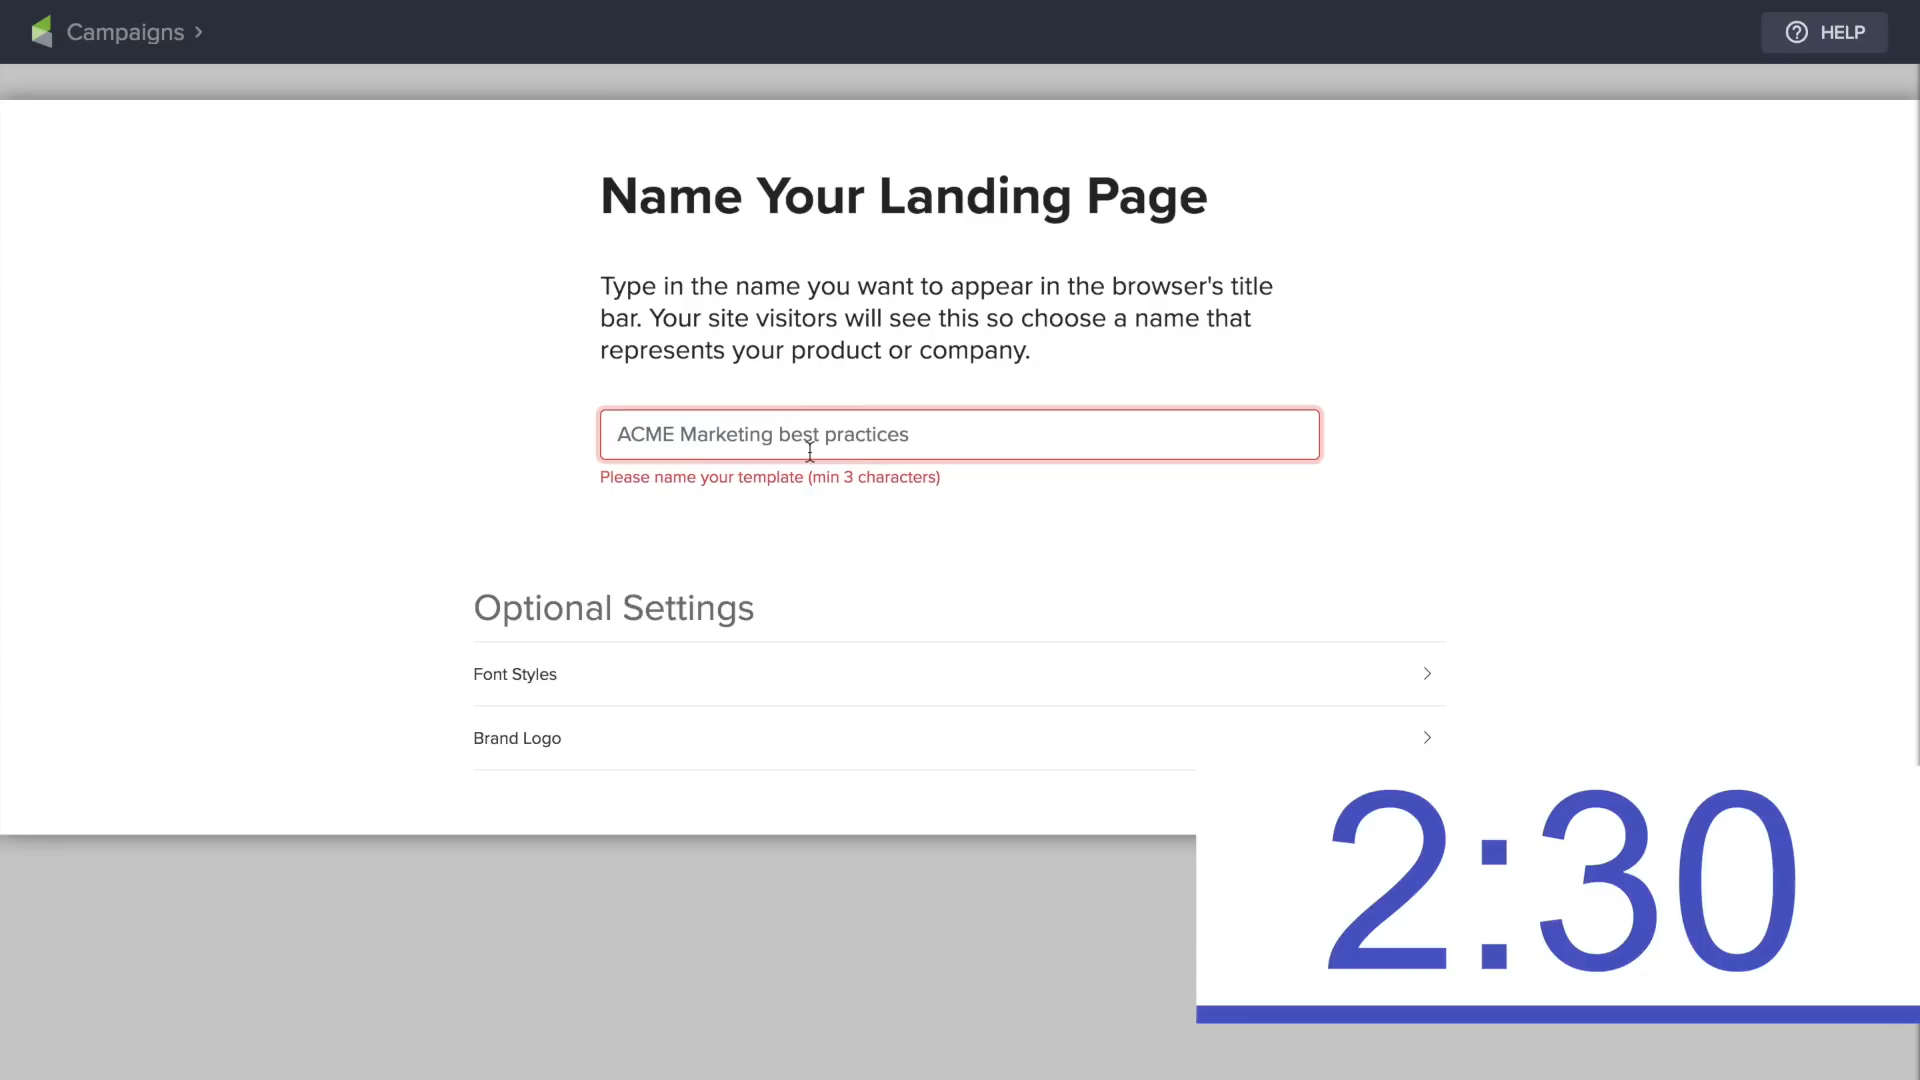 Campaigns
HELP
Name Your Landing Page
Type in the name you want to appear in the browser's title
bar. Your site visitors will see this so choose a name that
represents your product or company.
ACME Marketing best practices
Please name your template (min 3 characters)
Optional Settings
Font Styles
Brand Logo
2:30